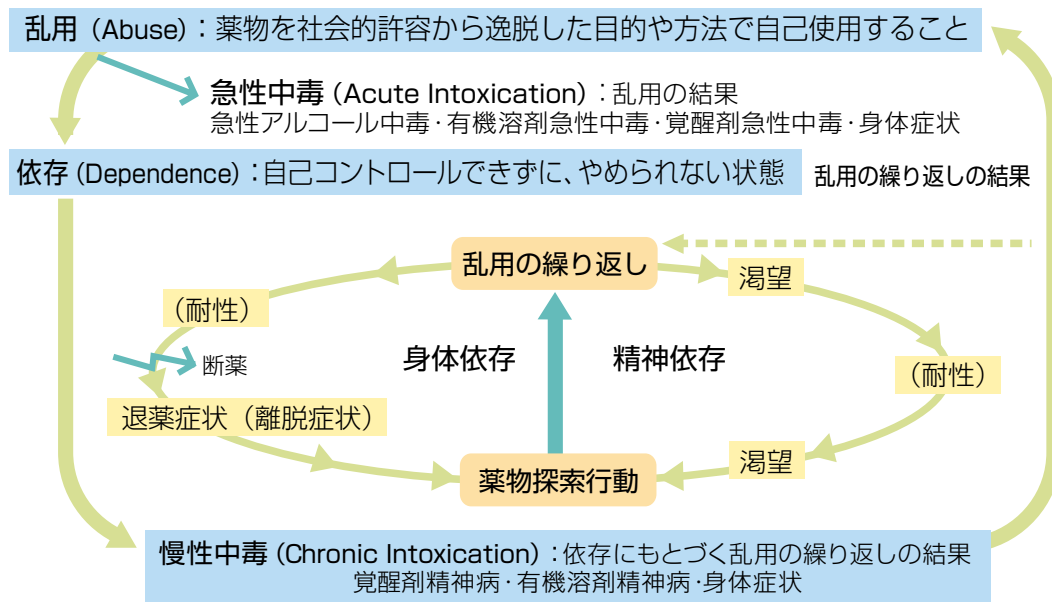 乱用 (Abuse)：薬物を社会的許容から逸脱した目的や方法で自己使用すること
急性中毒 (Acute Intoxication)：乱用の結果
急性アルコール中毒・有機溶剤急性中毒・覚醒剤急性中毒・身体症状
依存 (Dependence)：自己コントロールできずに、やめられない状態
乱用の繰り返しの結果
乱用の繰り返し
渇望
（耐性）
断薬
身体依存
精神依存
（耐性）
退薬症状（離脱症状）
渇望
薬物探索行動
慢性中毒 (Chronic Intoxication)：依存にもとづく乱用の繰り返しの結果
覚醒剤精神病・有機溶剤精神病・身体症状